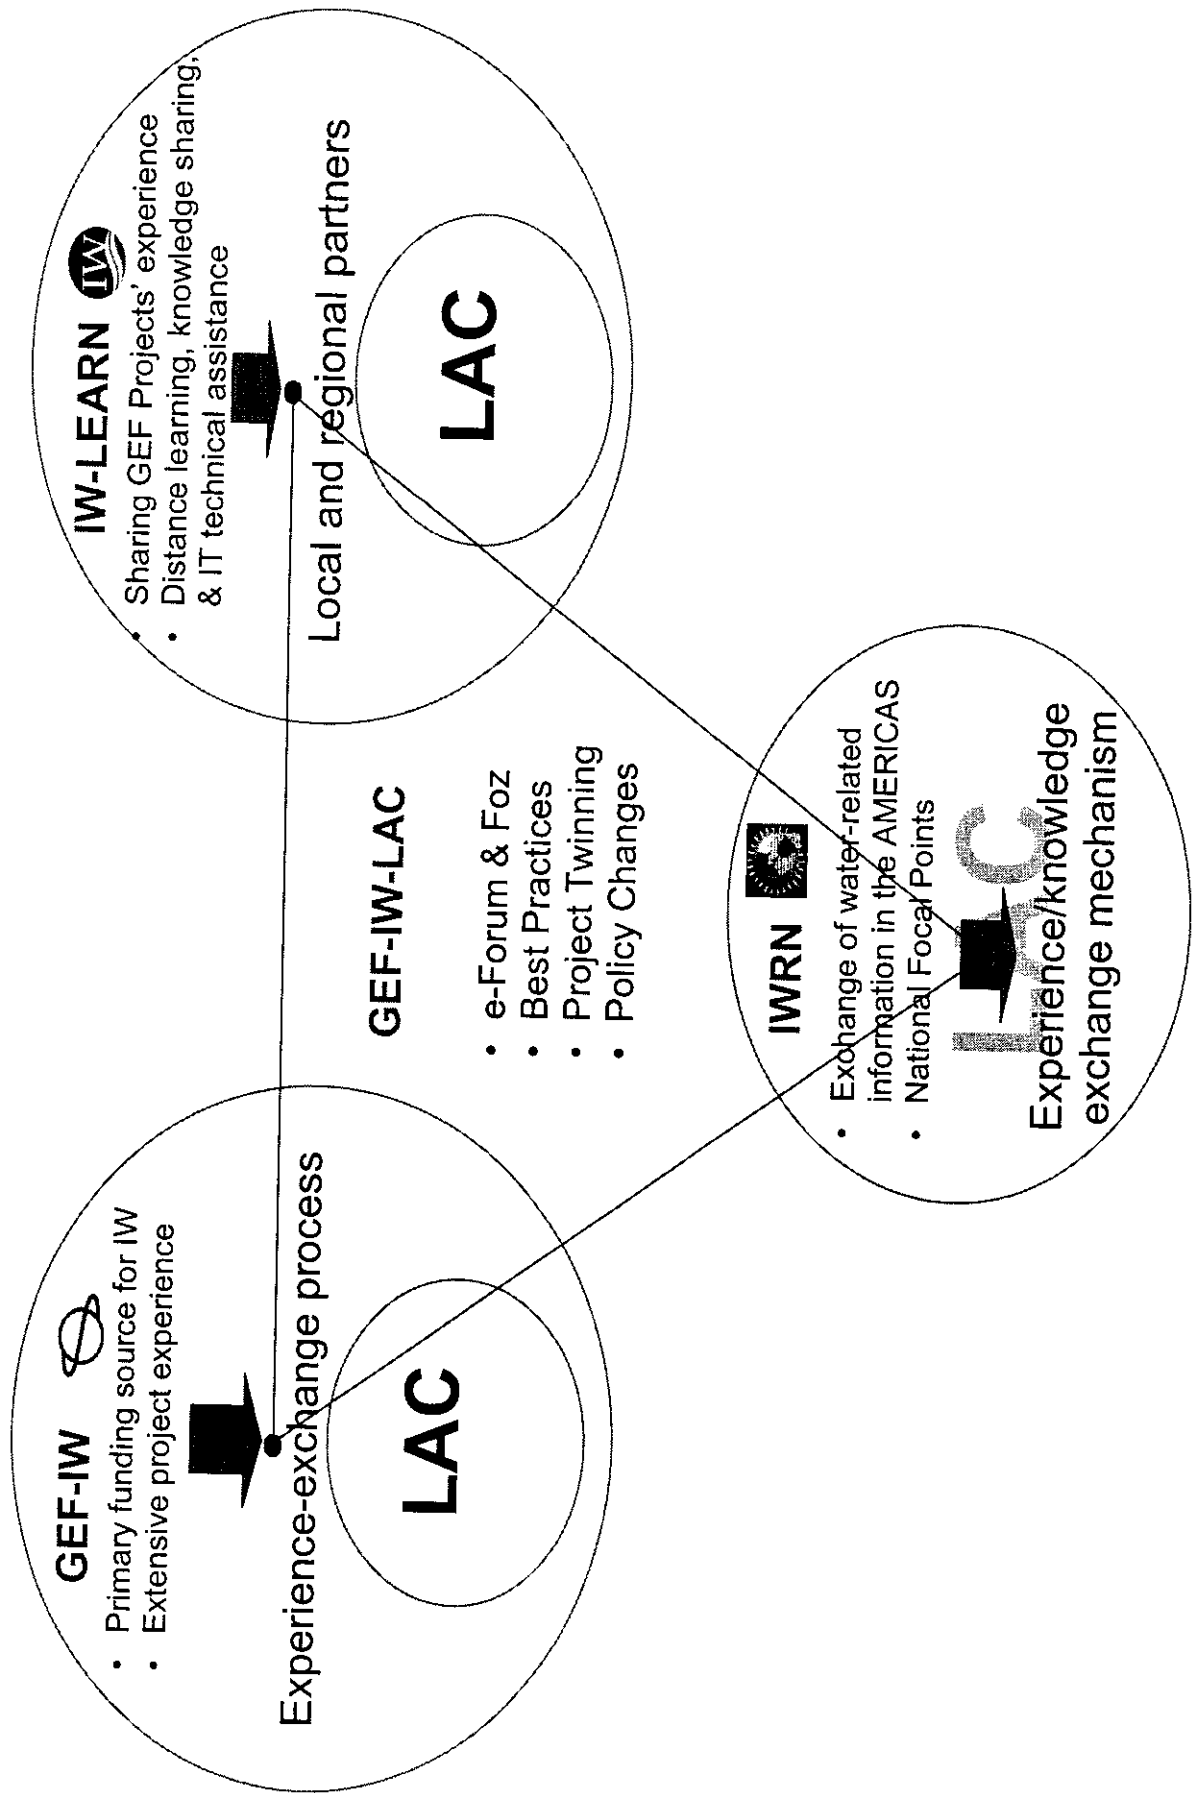 GEF-IW
• Primary funding source for IW
• Extensive project experience
Experience-exchange process
LAC
IW-LEARN IW
• Sharing GEF Projects' experience
• Distance learning, knowledge sharing,
& IT technical assistance
Local and regional partners
LAC
GEF-IW-LAC
• e-Forum & Foz
• Best Practices
• Project Twinning
• Policy Changes
IWRN
• Exchange of water-related
information in the AMERICAS
• National Focal Points
LAC
Experience/knowledge
exchange mechanism